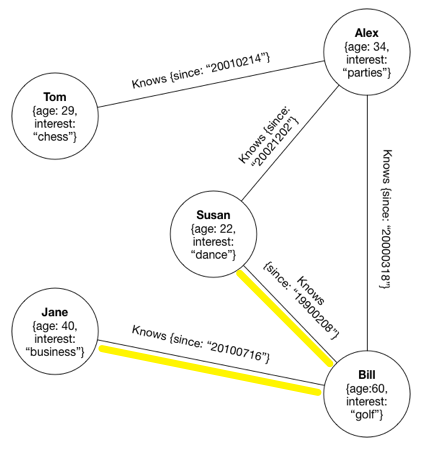 Alex
{age: 34,
interest:
“parties”}
Knows {since: “20010214”}
Tom
{age: 29,
interest:
“chess”}
Knows {since:
“20021202”}
Knows {since: “20000318”}
Susan
{age: 22,
interest:
“dance”}
Knows
{since: “19900208”}
Jane
{age: 40,
interest:
“business”}
Knows {since: “20100716”}
Bill
{age:60,
interest:
“golf”}